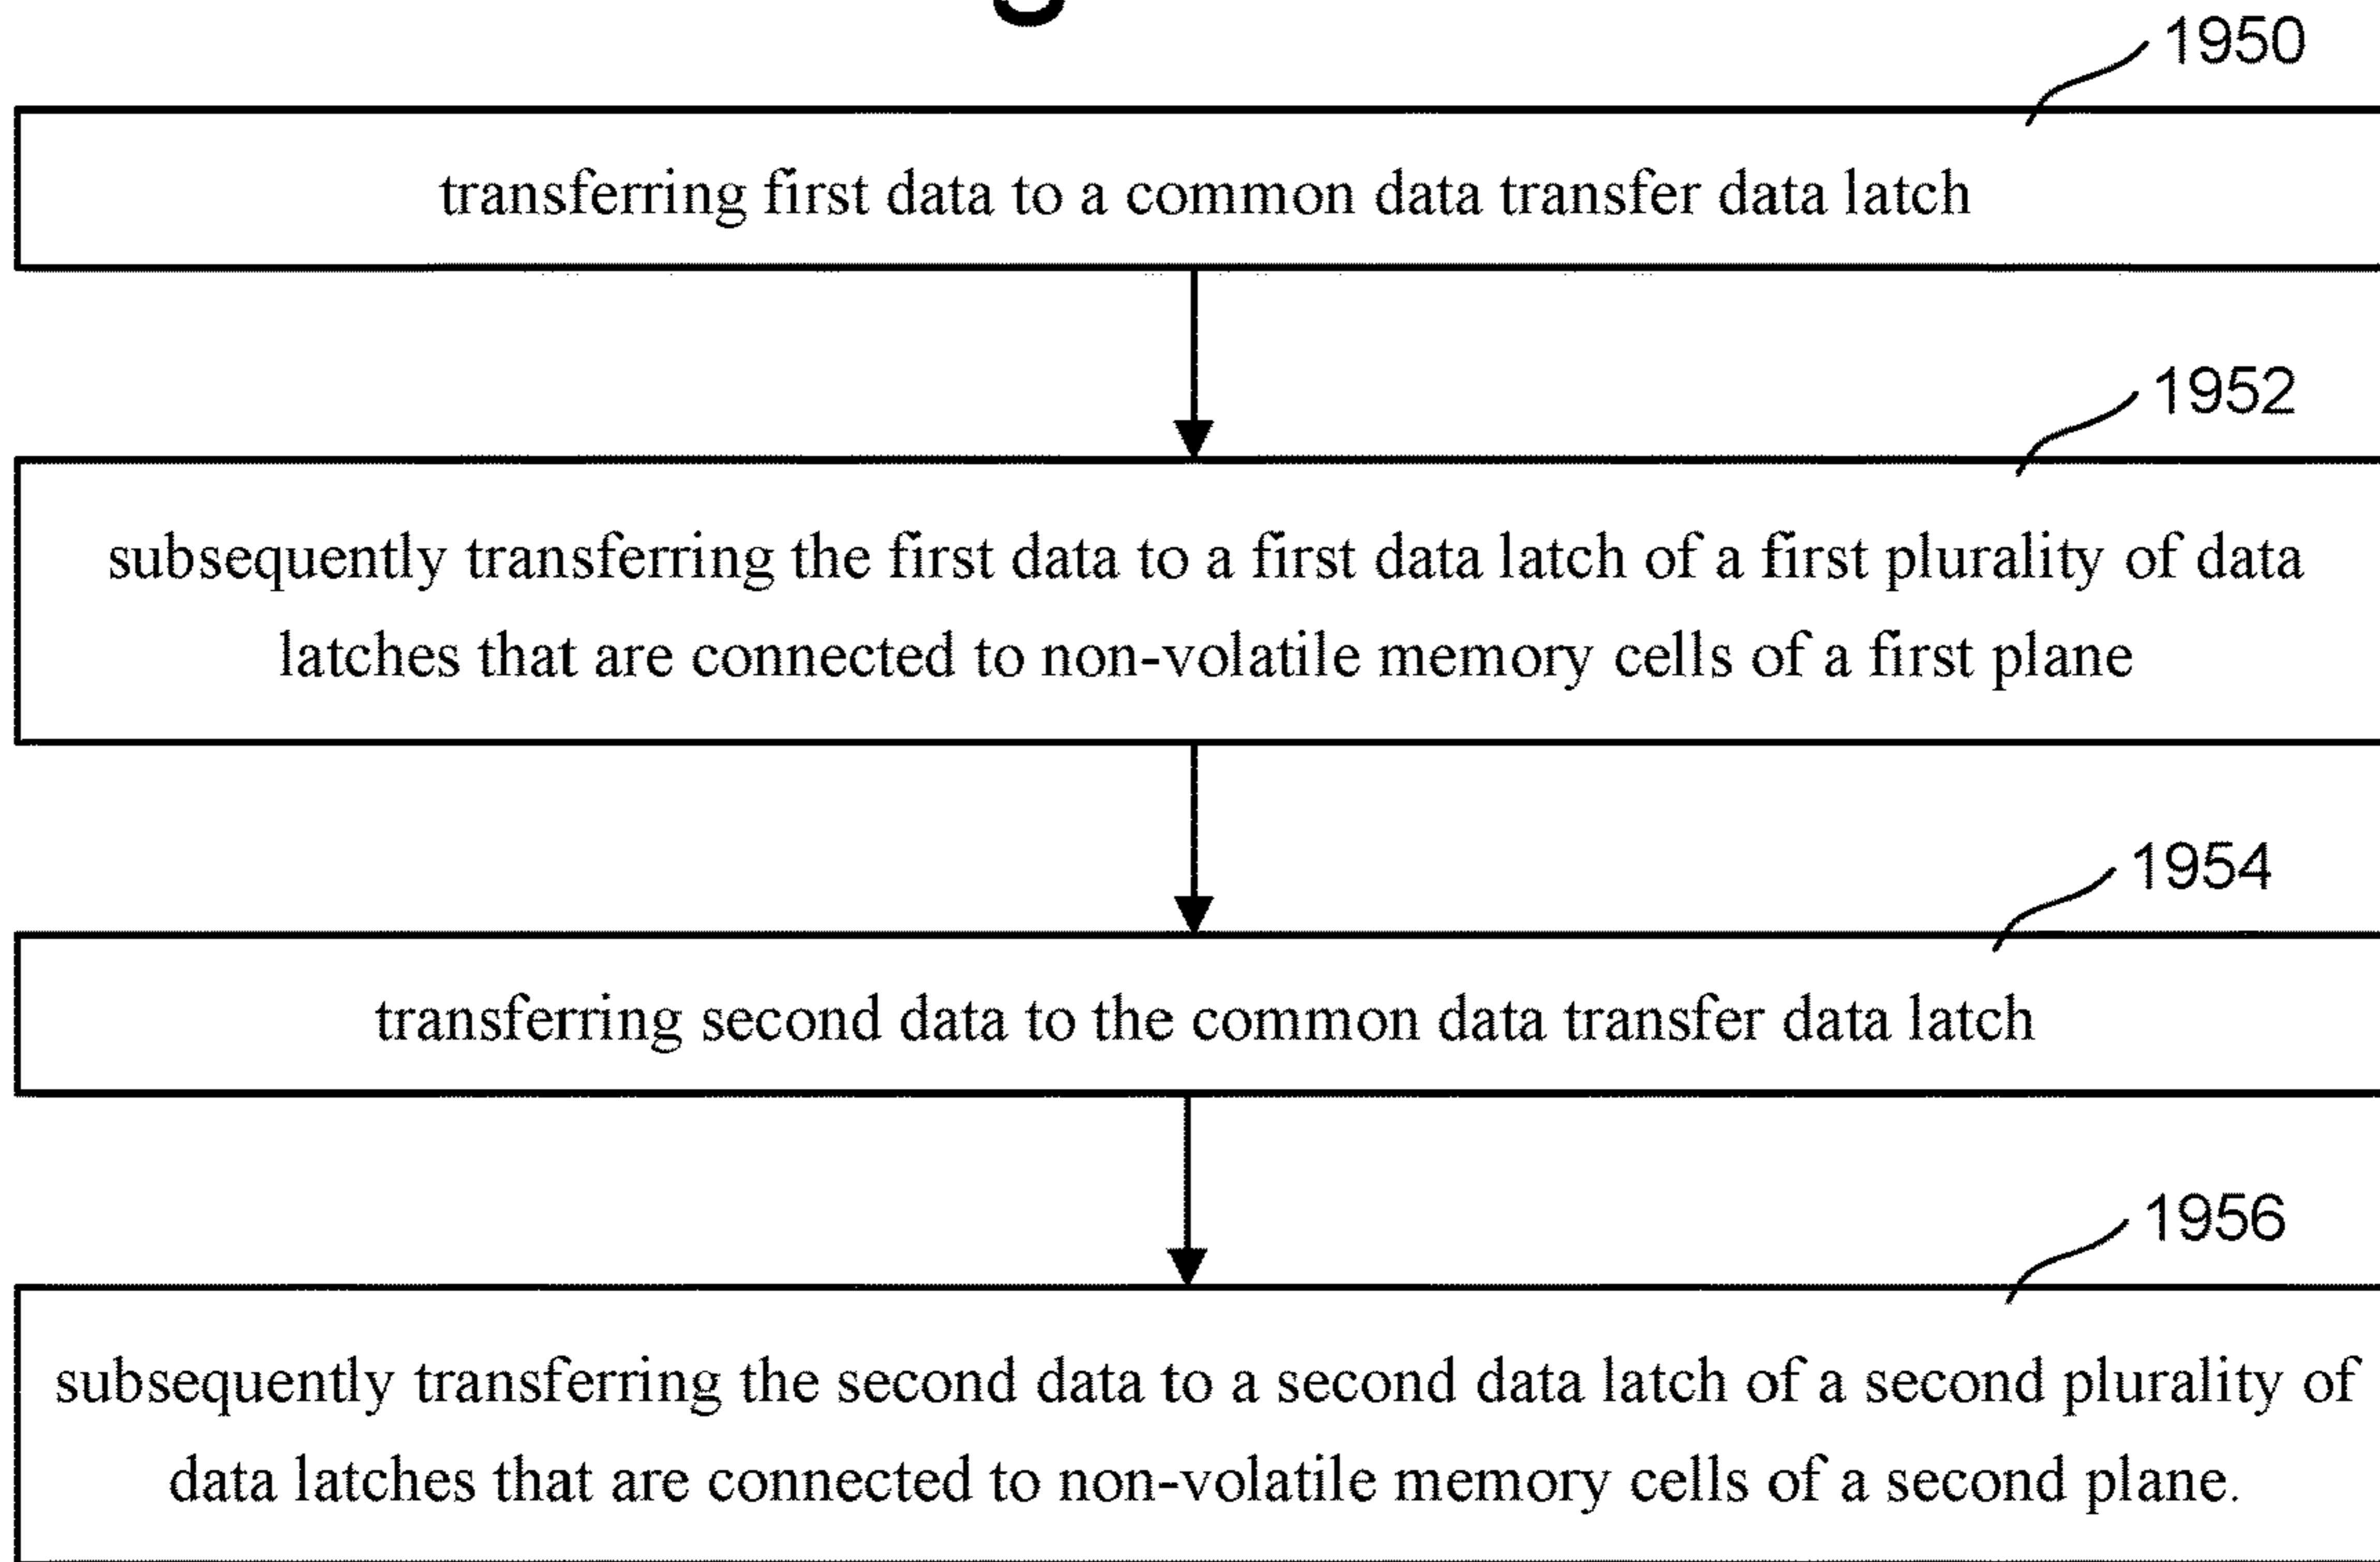 1950
transferring first data to a common data transfer data latch
1952
subsequently transferring the first data to a first data latch of a first plurality of data
latches that are connected to non-volatile memory cells of a first plane
1954
transferring second data to the common data transfer data latch
1956
subsequently transferring the second data to a second data latch of a second plurality of
data latches that are connected to non-volatile memory cells of a second plane.